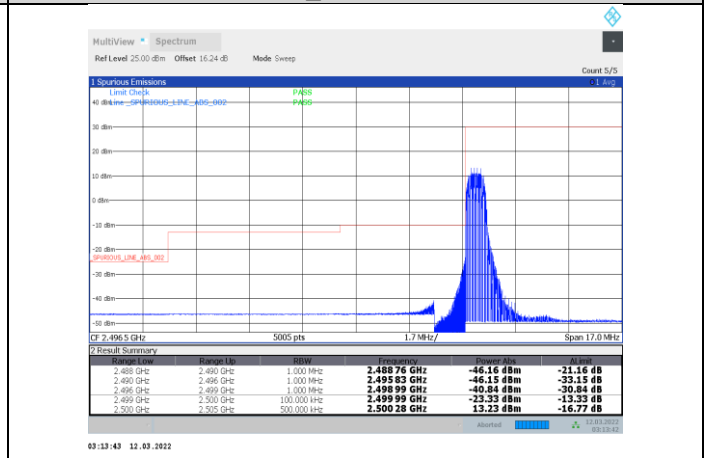 MultiView Spectrum
Ref Level 25.00 dBm Offset 16.24 dB Mode Sweep
Count 5/5
1 Spurious Emissions 1 Avg
Limit Check PASS
40 dBm Line _SPURIOUS_LINE_ABS_002 PASS
30 dBm
20 dBm
10 dBm
0 dBm
-10 dBm
-20 dBm
_SPURIOUS_LINE_ABS_002
-30 dBm
-40 dBm
-50 dBm
CF 2.4965 GHz 5005 pts 1.7 MHz/ Span 17.0 MHz
2 Result Summary
Range Low Range Up RBW Frequency Power Abs ΔLimit
2.488 GHz 2.490 GHz 1.000 MHz 2.488 76 GHz -46.16 dBm -21.16 dB
2.490 GHz 2.496 GHz 1.000 MHz 2.495 83 GHz -46.15 dBm -33.15 dB
2.496 GHz 2.499 GHz 1.000 MHz 2.498 99 GHz -40.84 dBm -30.84 dB
2.499 GHz 2.500 GHz 100.000 kHz 2.499 99 GHz -23.33 dBm -13.33 dB
2.500 GHz 2.505 GHz 500.000 kHz 2.500 28 GHz 13.23 dBm -16.77 dB
Aborted 12.03.2022
03:13:42
03:13:43 12.03.2022